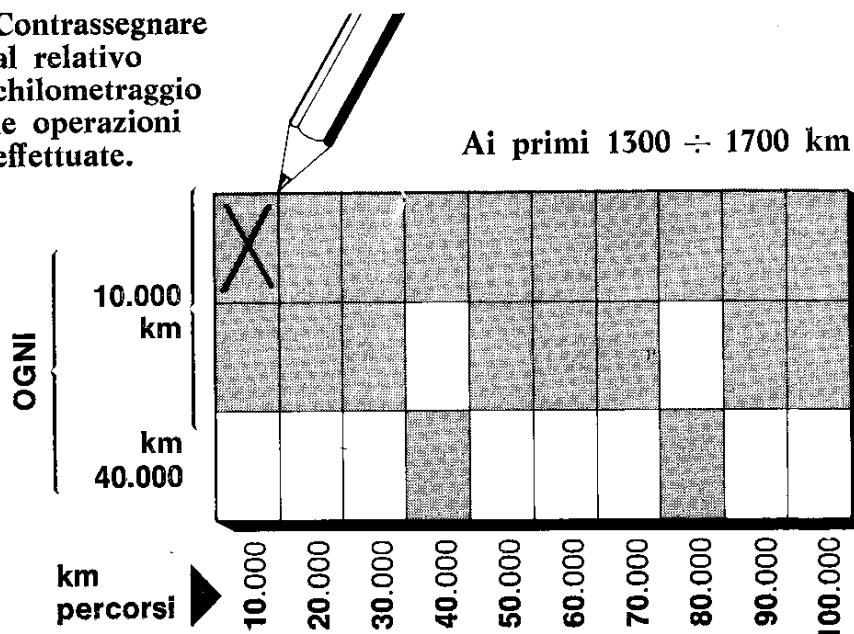 Contrassegnare
al relativo
chilometraggio
le operazioni
effettuate.
Ai primi 1300 ÷ 1700 km
OGNI
10.000
km
km
40.000
km
percorsi
10.000
20.000
30.000
40.000
50.000
60.000
70.000
80.000
90.000
100.000